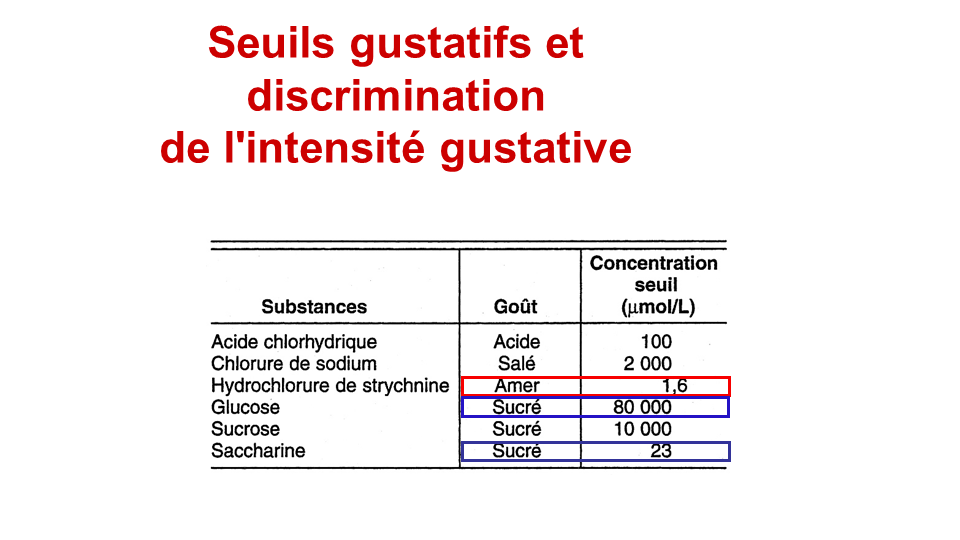 Seuils gustatifs et
discrimination
de l'intensité gustative
Substances Goût Concentration seuil (μmol/L)
Acide chlorhydrique Acide 100
Chlorure de sodium Salé 2 000
Hydrochlorure de strychnine Amer 1,6
Glucose Sucré 80 000
Sucrose Sucré 10 000
Saccharine Sucré 23